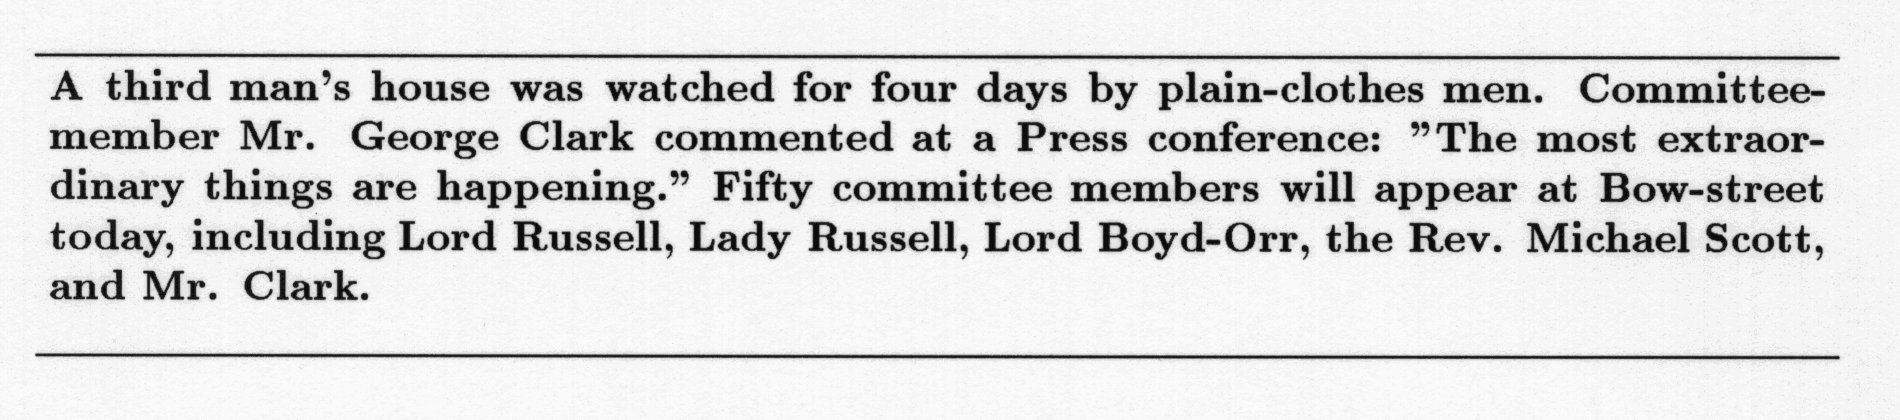 A third man's house was watched for four days by plain-clothes men. Committee-
member Mr. George Clark commented at a Press conference: ”The most extraor-
dinary things are happening.” Fifty committee members will appear at Bow-street
today, including Lord Russell, Lady Russell, Lord Boyd-Orr, the Rev. Michael Scott,
and Mr. Clark.